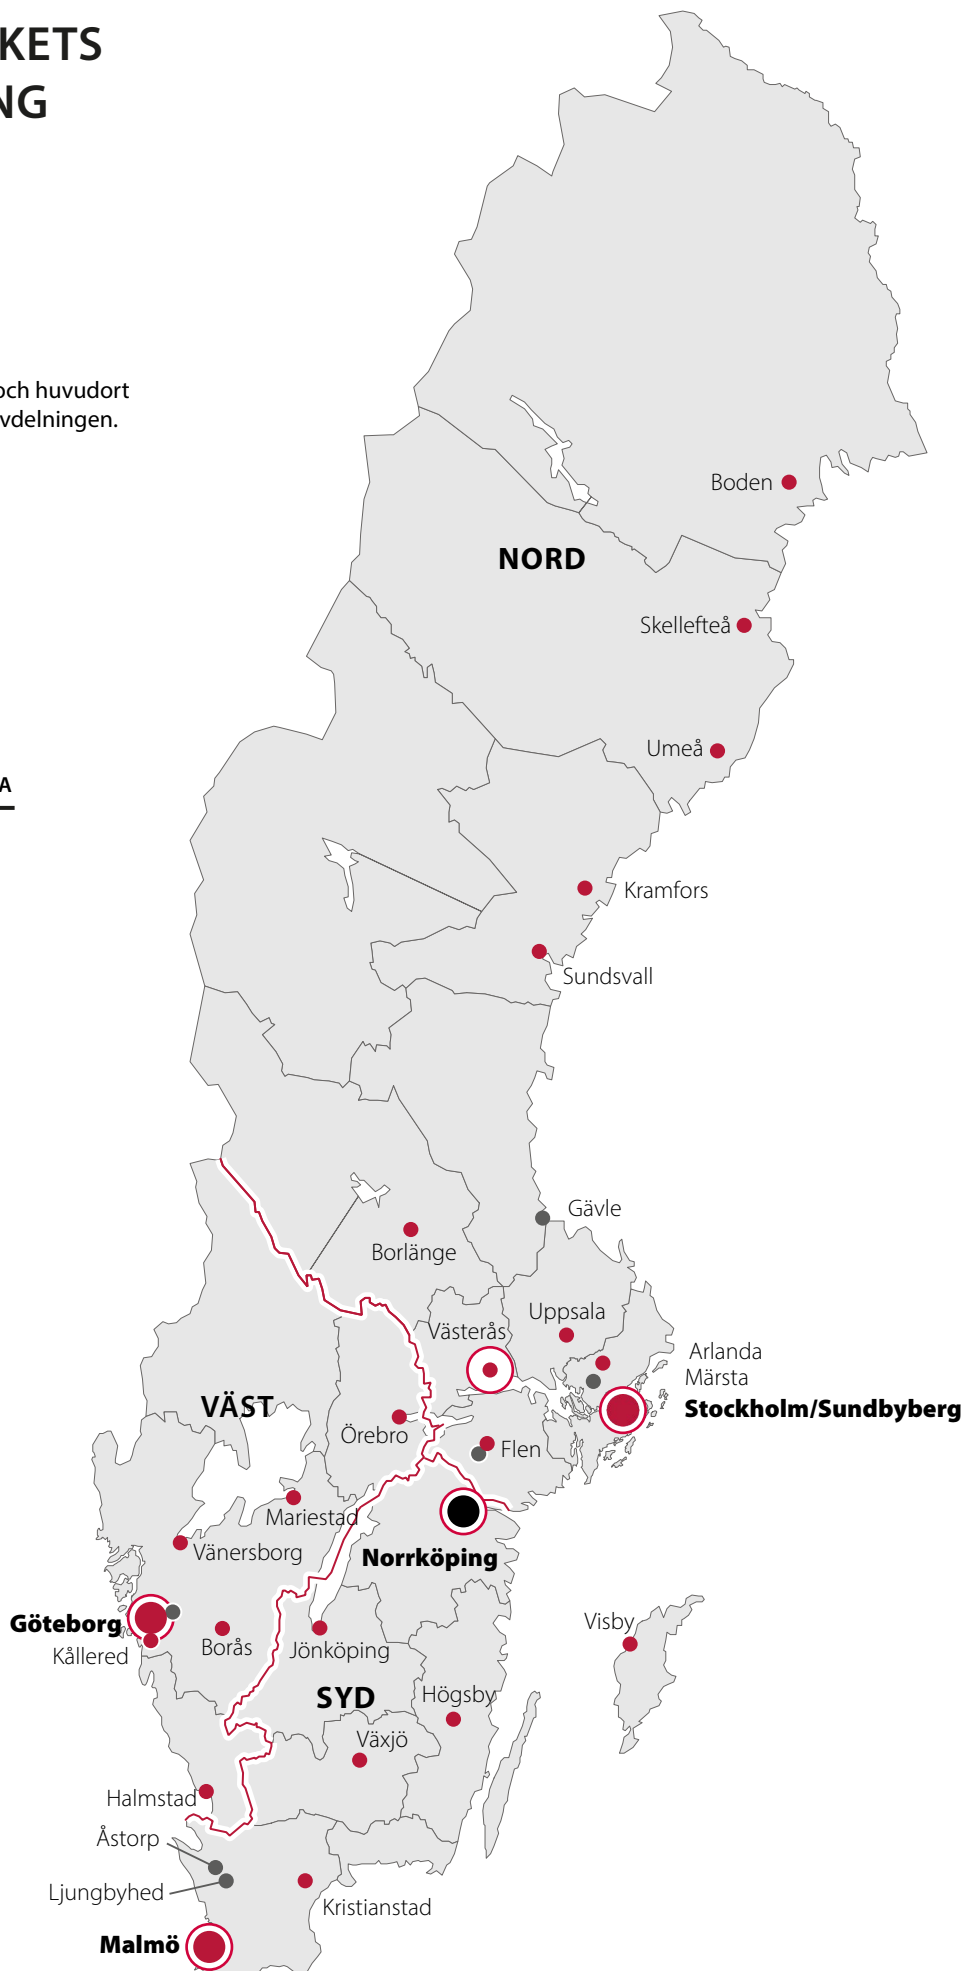 KETS
NG
och huvudort
vdelningen.
Boden
NORD
Skellefteå
Umeå
A
Kramfors
Sundsvall
Gävle
Borlänge
Uppsala
Västerås
Arlanda
Märsta
VÄST
Stockholm/Sundbyberg
Örebro
Flen
Mariestad
Vänersborg
Norrköping
Göteborg
Visby
Borås
Jönköping
Kållered
SYD
Högsby
Växjö
Halmstad
Åstorp
Ljungbyhed
Kristianstad
Malmö